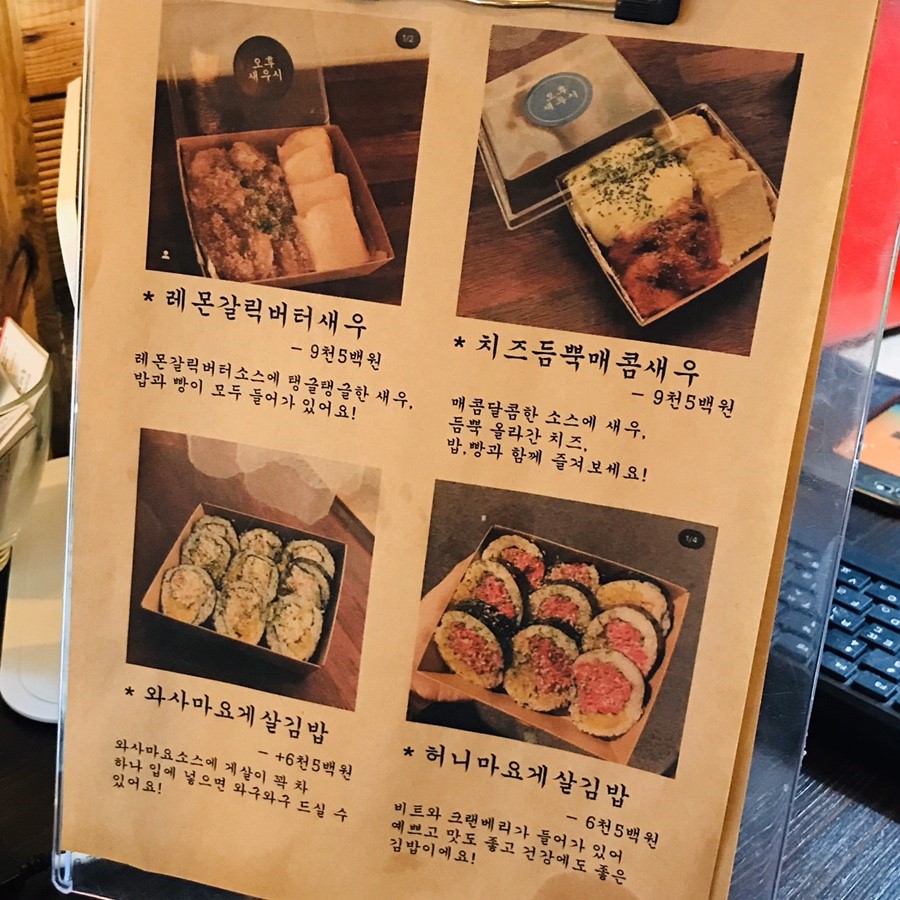 오후
새우시
1/2
오후
새우시
* 레몬갈릭버터새우
- 9천5백원
레몬갈릭버터소스에 탱글탱글한 새우,
밥과 빵이 모두 들어가 있어요!
* 치즈듬뿍매콤새우
- 9천5백원
매콤달콤한 소스에 새우,
듬뿍 올라간 치즈,
밥,빵과 함께 즐겨보세요!
1/4
* 와사마요게살김밥
- +6천5백원
와사마요소스에 게살이 꽉 차
하나 입에 넣으면 와구와구 드실 수
있어요!
* 허니마요게살김밥
- 6천5백원
비트와 크랜베리가 들어가 있어
예쁘고 맛도 좋고 건강에도 좋은
김밥이에요!